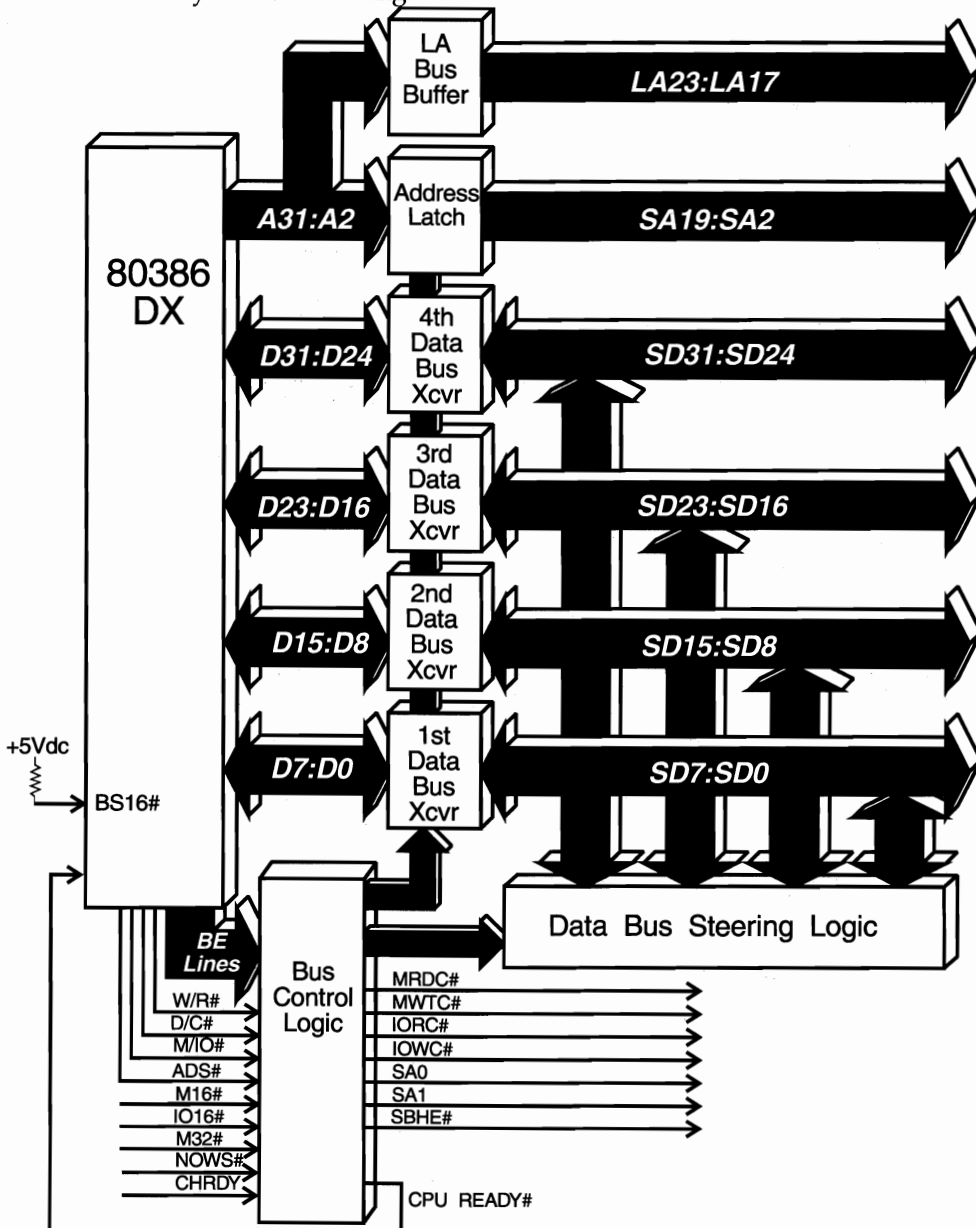 LA
Bus
Buffer
LA23:LA17
80386
DX
A31:A2
Address
Latch
SA19:SA2
D31:D24
4th
Data
Bus
Xcvr
SD31:SD24
D23:D16
3rd
Data
Bus
Xcvr
SD23:SD16
D15:D8
2nd
Data
Bus
Xcvr
SD15:SD8
+5Vdc
BS16#
D7:D0
1st
Data
Bus
Xcvr
SD7:SD0
Data Bus Steering Logic
BE
Lines
Bus
Control
Logic
W/R#
D/C#
M/IO#
ADS#
M16#
IO16#
M32#
NOWS#
CHRDY
MRDC#
MWTC#
IORC#
IOWC#
SA0
SA1
SBHE#
CPU READY#